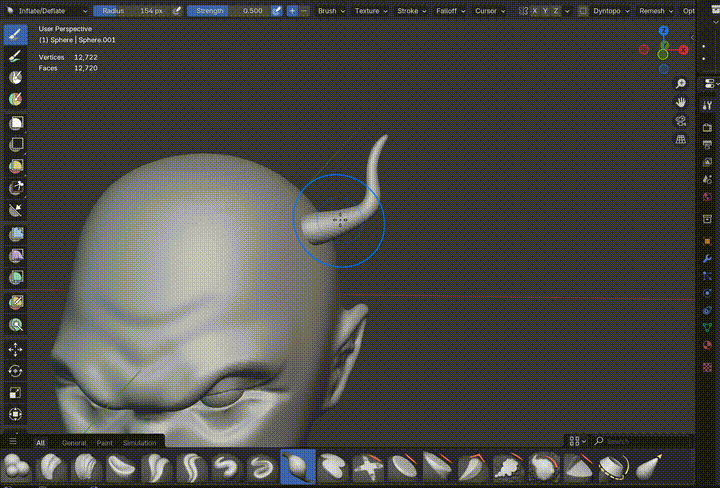 Inflate/Deflate Radius 154 px Strength 0.500 Brush Texture Stroke Falloff Cursor X Y Z Dyntopo Remesh Opt
User Perspective
(1) Sphere | Sphere.001
Vertices 12,722
Faces 12,720
Z
X
All General Paint Simulation Search